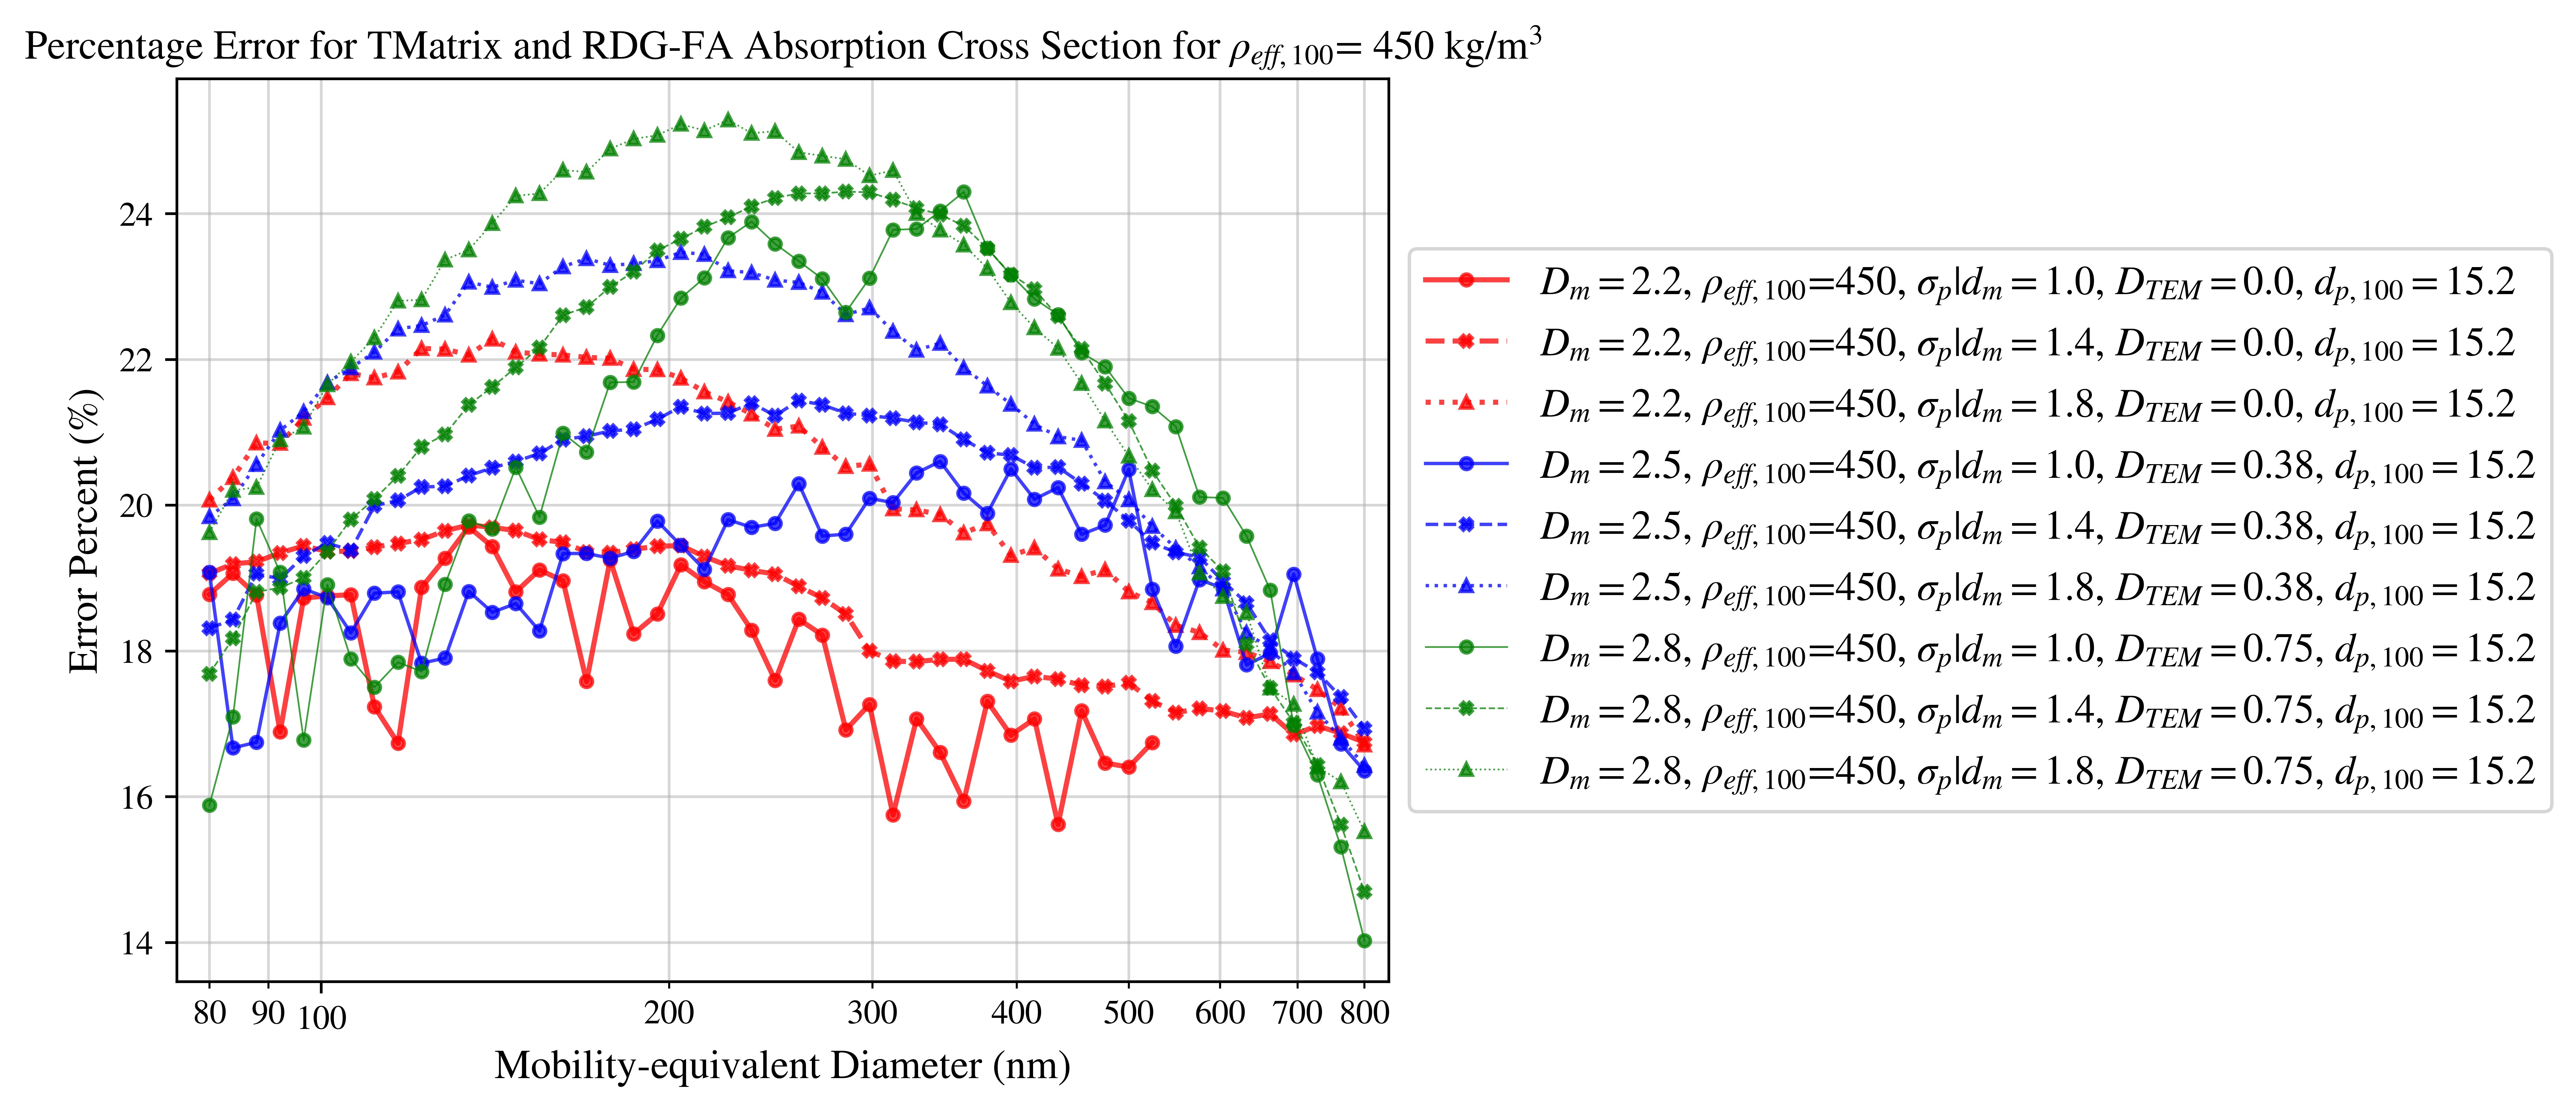 Percentage Error for TMatrix and RDG-FA Absorption Cross Section for ρeff,100= 450 kg/m³
Error Percent (%)
24
22
20
18
16
14
80 90 100 200 300 400 500 600 700 800
Mobility-equivalent Diameter (nm)
Dm = 2.2, ρeff,100=450, σp|dm = 1.0, DTEM = 0.0, dp,100 = 15.2
Dm = 2.2, ρeff,100=450, σp|dm = 1.4, DTEM = 0.0, dp,100 = 15.2
Dm = 2.2, ρeff,100=450, σp|dm = 1.8, DTEM = 0.0, dp,100 = 15.2
Dm = 2.5, ρeff,100=450, σp|dm = 1.0, DTEM = 0.38, dp,100 = 15.2
Dm = 2.5, ρeff,100=450, σp|dm = 1.4, DTEM = 0.38, dp,100 = 15.2
Dm = 2.5, ρeff,100=450, σp|dm = 1.8, DTEM = 0.38, dp,100 = 15.2
Dm = 2.8, ρeff,100=450, σp|dm = 1.0, DTEM = 0.75, dp,100 = 15.2
Dm = 2.8, ρeff,100=450, σp|dm = 1.4, DTEM = 0.75, dp,100 = 15.2
Dm = 2.8, ρeff,100=450, σp|dm = 1.8, DTEM = 0.75, dp,100 = 15.2